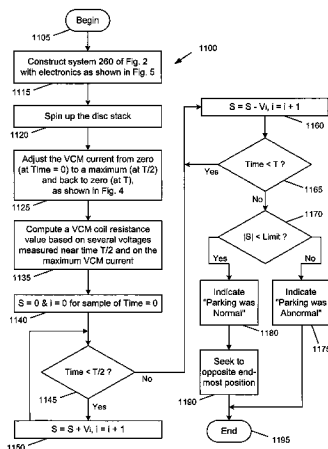 Begin
1105
1100
Construct system 260 of Fig. 2
with electronics as shown in Fig. 5
1115
Spin up the disc stack
1120
Adjust the VCM current from zero
(at Time = 0) to a maximum (at T/2)
and back to zero (at T),
as shown in Fig. 4
1125
Compute a VCM coil resistance
value based on several voltages
measured near time T/2 and on
the maximum VCM current
1135
S = 0 & i = 0 for sample of Time = 0
1140
Time < T/2 ?
No
1145
Yes
S = S + Vi, i = i + 1
1150
S = S - Vi, i = i + 1
1160
Time < T ?
Yes
1165
No
1170
|S| < Limit ?
Yes
No
Indicate
"Parking was
Normal"
1180
Indicate
"Parking was
Abnormal"
1175
Seek to
opposite end-
most position
1190
End
1195